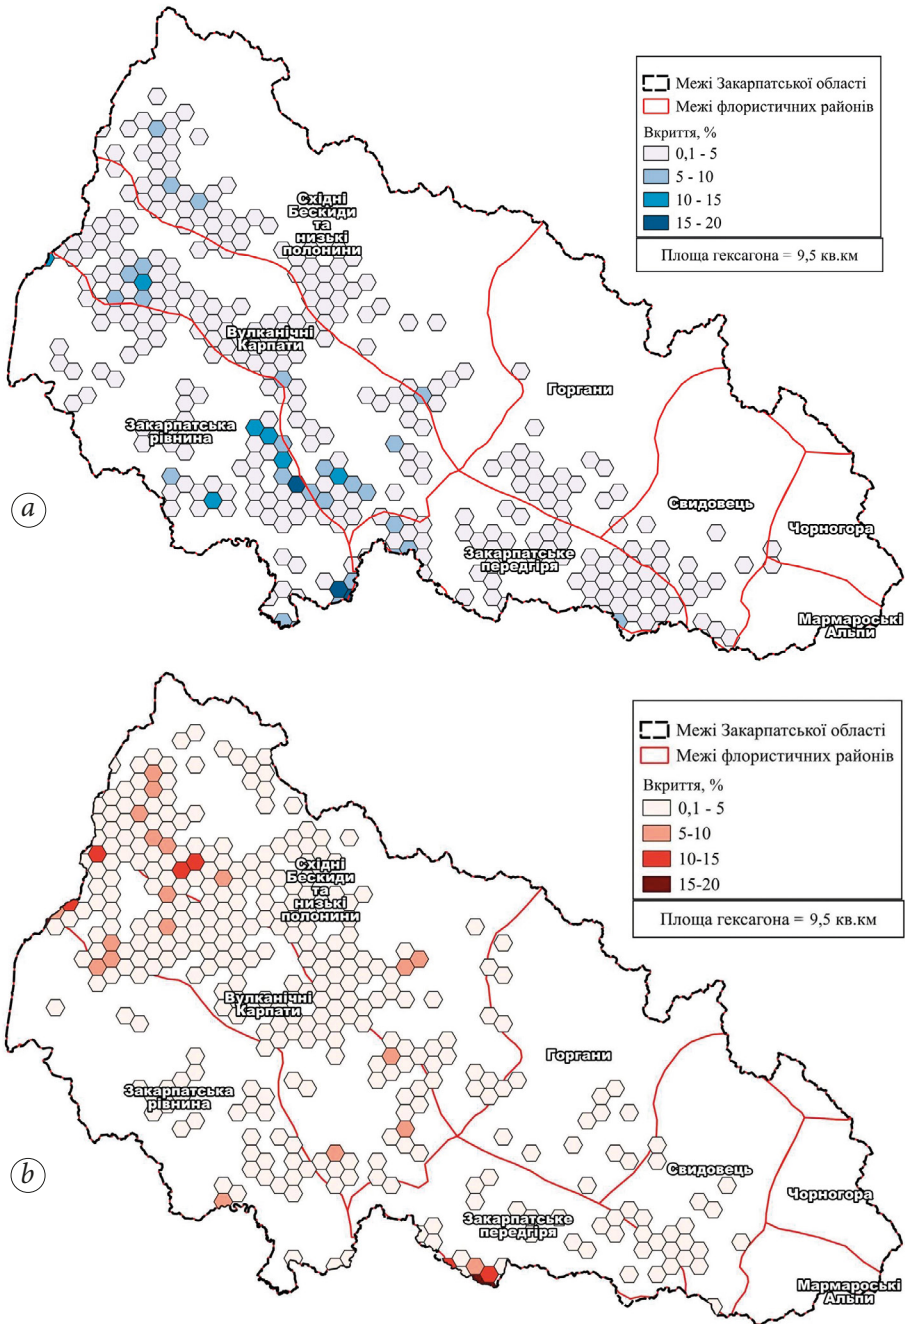 Межі Закарпатської області
Межі флористичних районів
Вкриття, %
0,1 - 5
5 - 10
10 - 15
15 - 20
Площа гексагона = 9,5 кв.км
Східні
Бескиди
та
низькі
полонини
Вулканічні
Карпати
Горгани
Закарпатська
рівнина
Свидовець
Чорногора
Закарпатське
передгіря
Мармароські
Альпи
a
Межі Закарпатської області
Межі флористичних районів
Вкриття, %
0,1 - 5
5-10
10-15
15-20
Площа гексагона = 9,5 кв.км
Східні
Бескиди
та
низькі
полонини
Вулканічні
Карпати
Горгани
Закарпатська
рівнина
Свидовець
Чорногора
Закарпатське
передгіря
Мармароські
Альпи
b